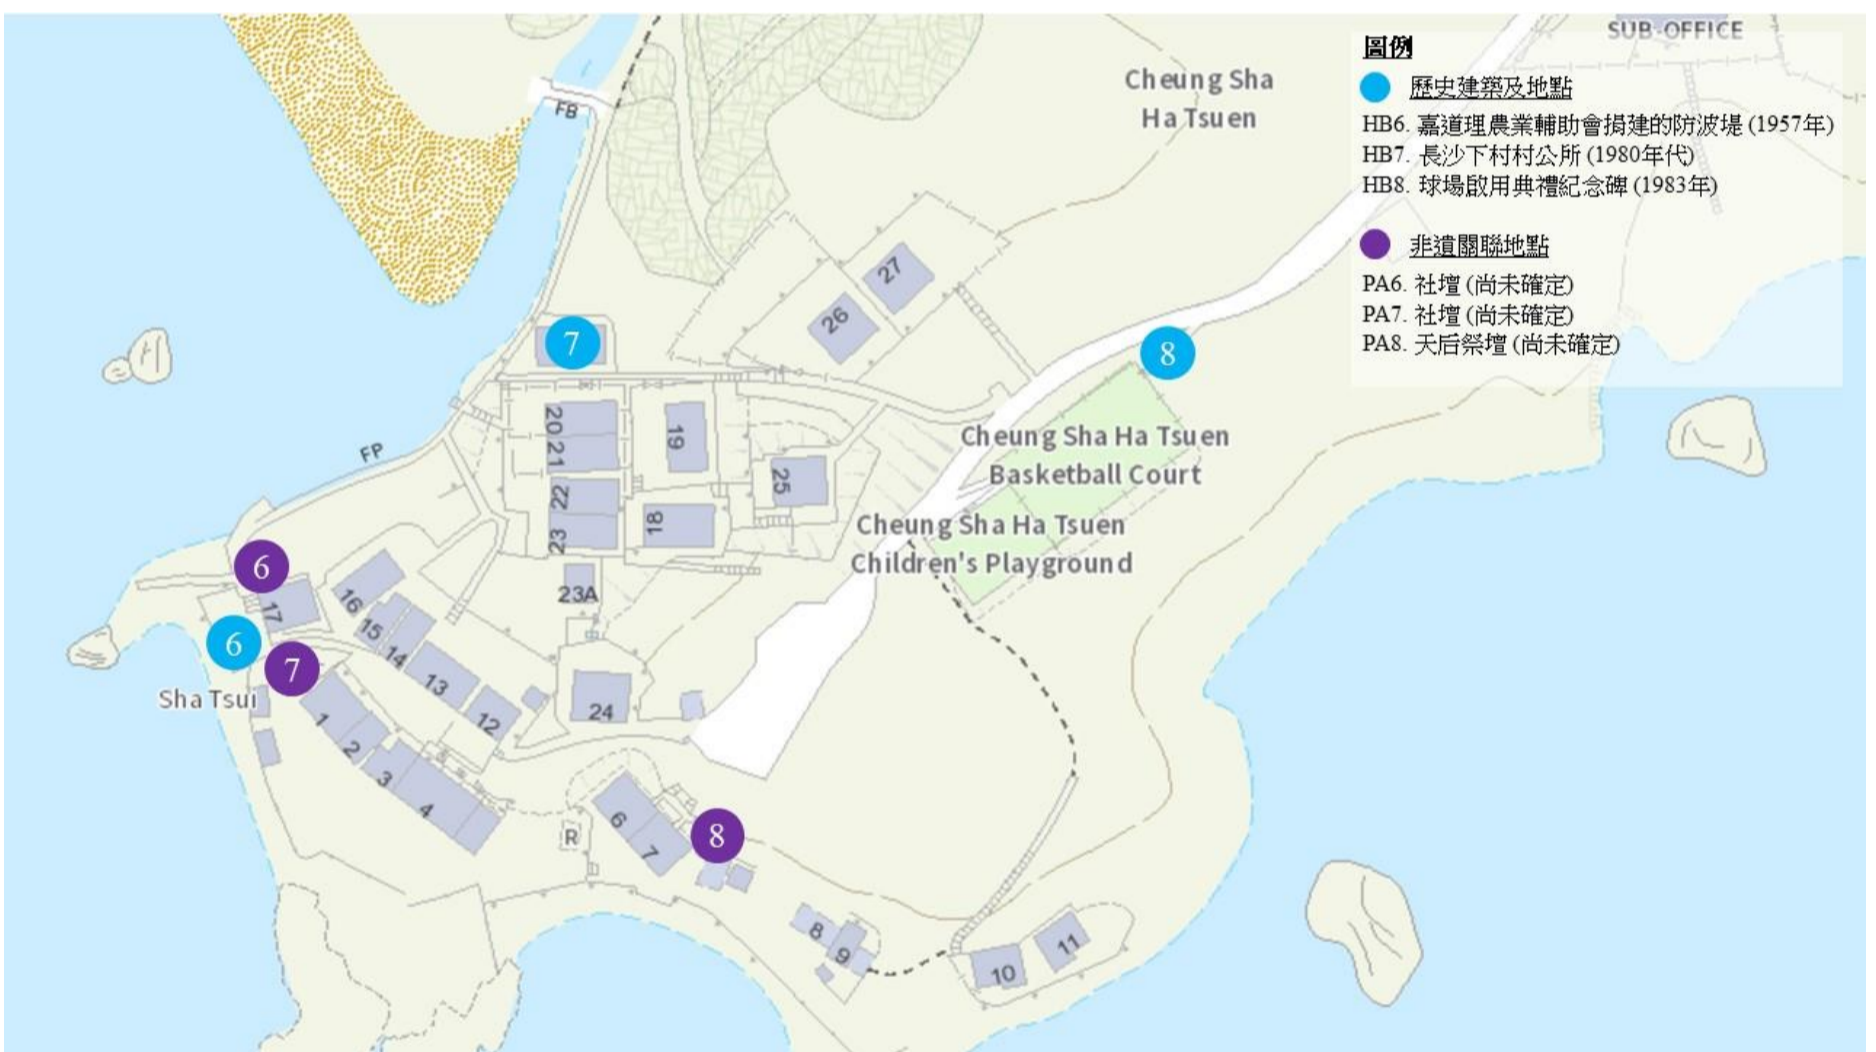 SUB-OFFICE
圖例
歷史建築及地點
HB6. 嘉道理農業輔助會捐建的防波堤 (1957年)
HB7. 長沙下村村公所 (1980年代)
HB8. 球場啟用典禮紀念碑 (1983年)
非遺關聯地點
PA6. 社壇 (尚未確定)
PA7. 社壇 (尚未確定)
PA8. 天后祭壇 (尚未確定)
Cheung Sha
Ha Tsuen
FB
27
26
7
8
20
21
19
Cheung Sha Ha Tsuen
Basketball Court
FP
25
22
23
18
Cheung Sha Ha Tsuen
Children's Playground
6
23A
17
16
15
14
6
7
13
Sha Tsui
12
24
1
2
3
4
6
7
R
8
8
9
10
11